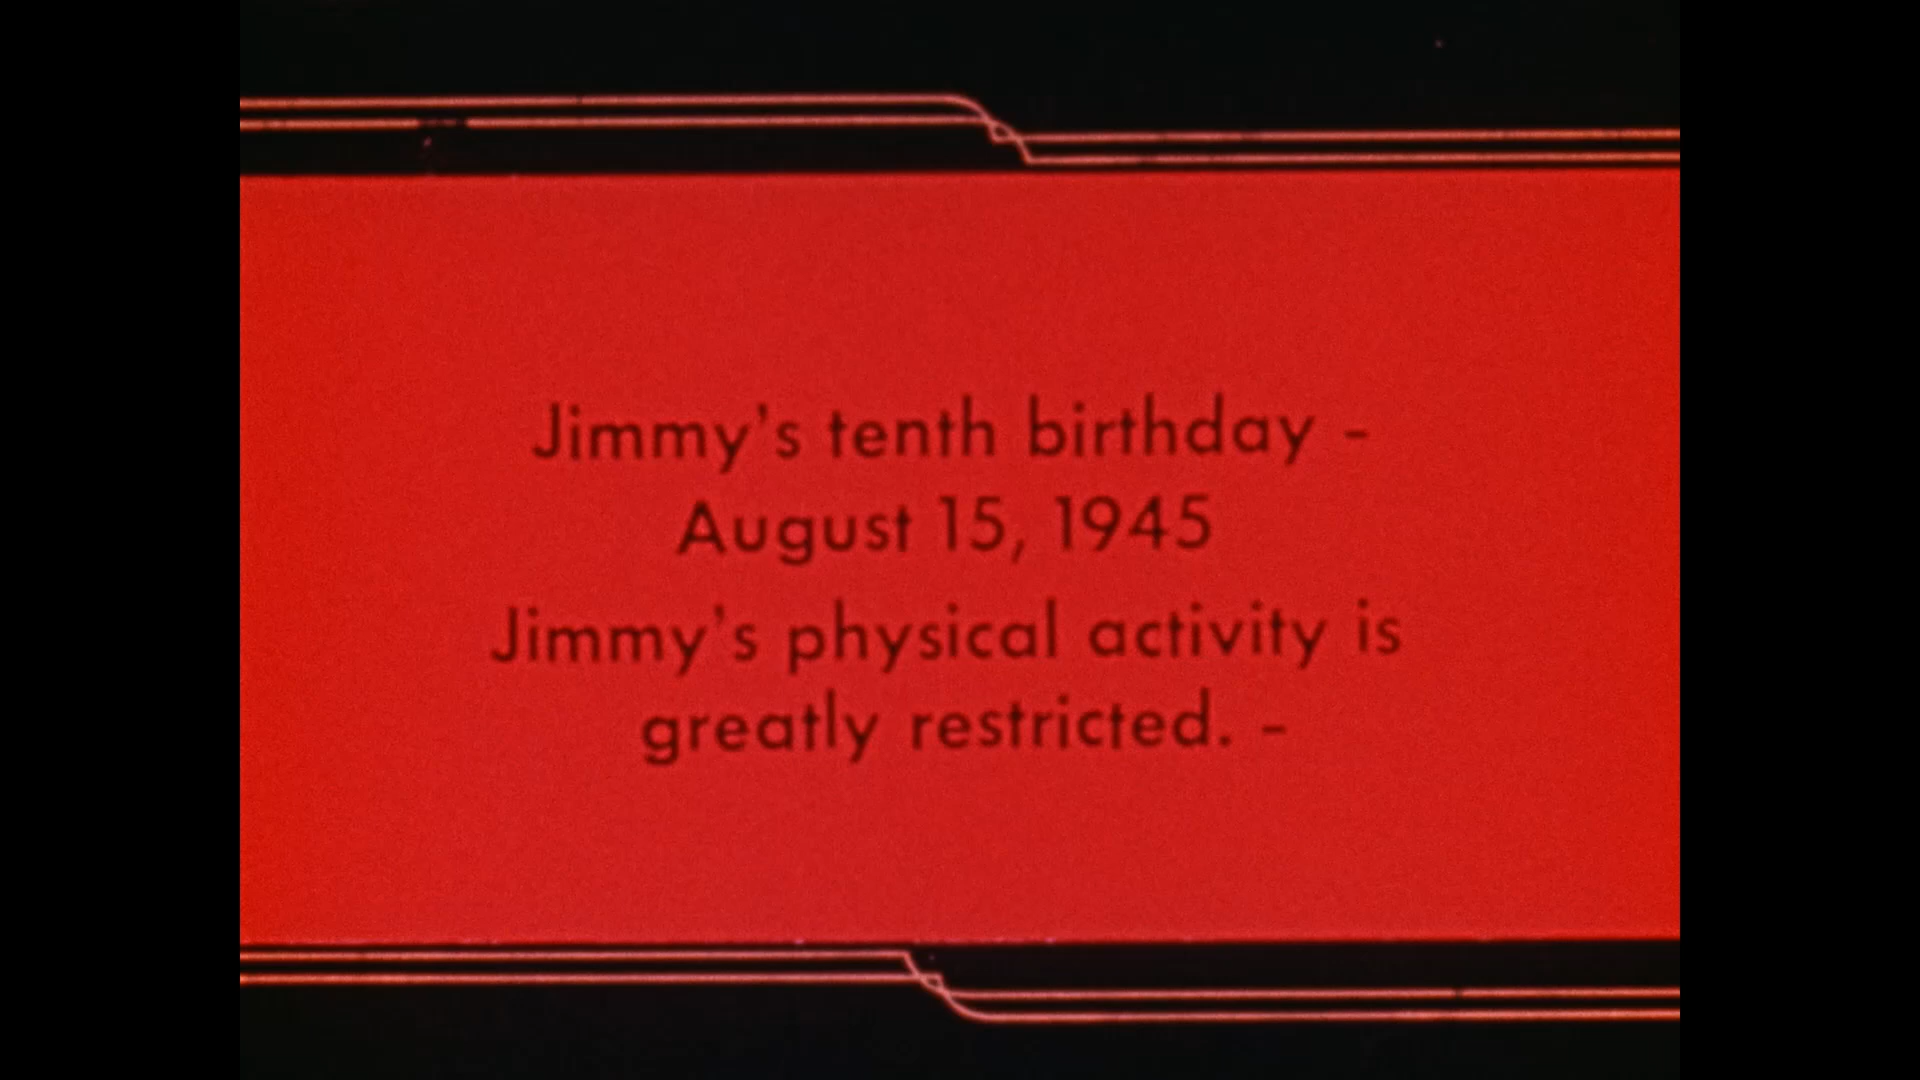 Jimmy's tenth birthday –
August 15, 1945
Jimmy's physical activity is
greatly restricted. –